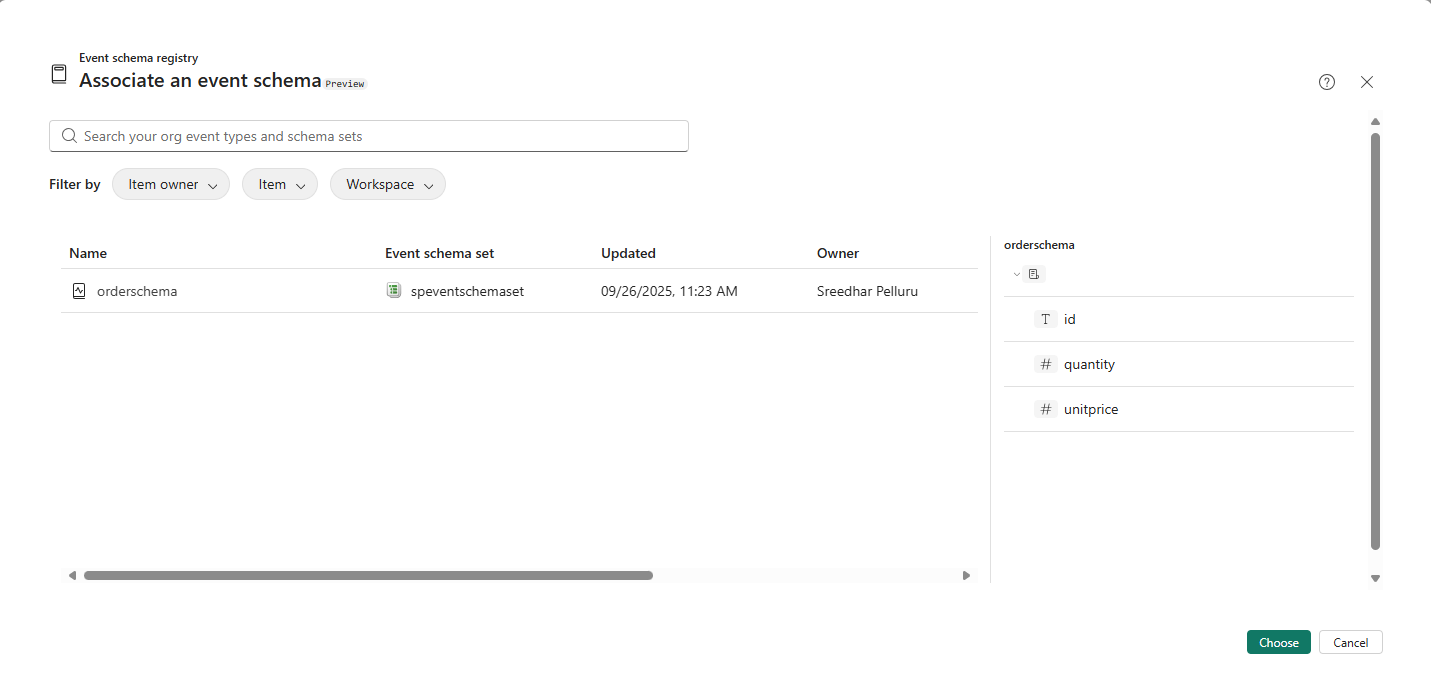 Event schema registry
Associate an event schema Preview
Search your org event types and schema sets
Filter by Item owner Item Workspace
Name Event schema set Updated Owner
orderschema speventschemaset 09/26/2025, 11:23 AM Sreedhar Pelluru
orderschema
T id
# quantity
# unitprice
Choose Cancel